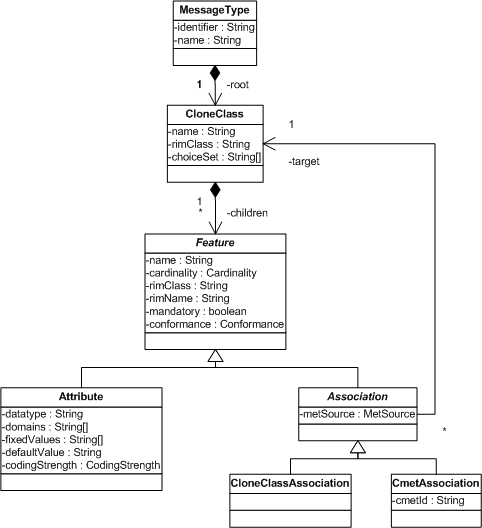 MessageType
-identifier : String
-name : String
1
-root
CloneClass
-name : String
-rimClass : String
-choiceSet : String[]
1
-target
1
*
-children
Feature
-name : String
-cardinality : Cardinality
-rimClass : String
-rimName : String
-mandatory : boolean
-conformance : Conformance
Attribute
-datatype : String
-domains : String[]
-fixedValues : String[]
-defaultValue : String
-codingStrength : CodingStrength
Association
-metSource : MetSource
*
CloneClassAssociation
CmetAssociation
-cmetId : String